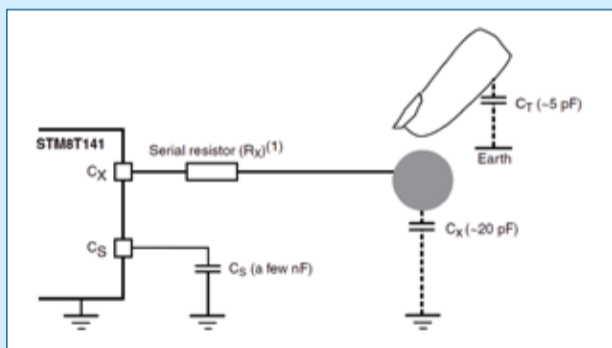 STM8T141
Serial resistor (RX)(1)
CX
CT (~5 pF)
Earth
CX (~20 pF)
CS
CS (a few nF)